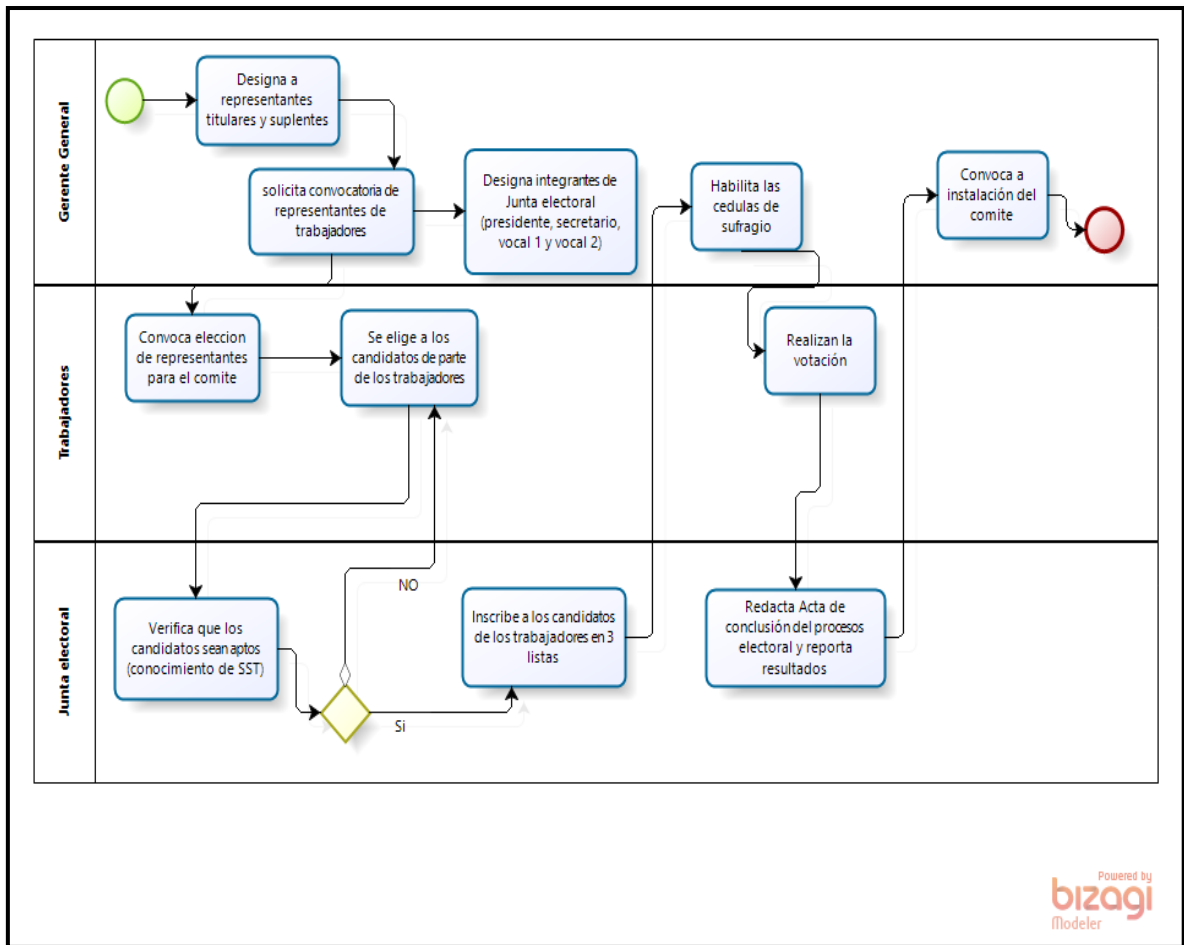 Gerente General
Designa a
representantes
titulares y suplentes
solicita convocatoria de
representantes de
trabajadores
Designa integrantes de
Junta electoral
(presidente, secretario,
vocal 1 y vocal 2)
Habilita las
cedulas de
sufragio
Convoca a
instalación del
comite
Trabajadores
Convoca eleccion
de representantes
para el comite
Se elige a los
candidatos de parte
de los trabajadores
Realizan la
votación
Junta electoral
Verifica que los
candidatos sean aptos
(conocimiento de SST)
NO
Si
Inscribe a los candidatos
de los trabajadores en 3
listas
Redacta Acta de
conclusión del procesos
electoral y reporta
resultados
Powered by
bizagi
Modeler